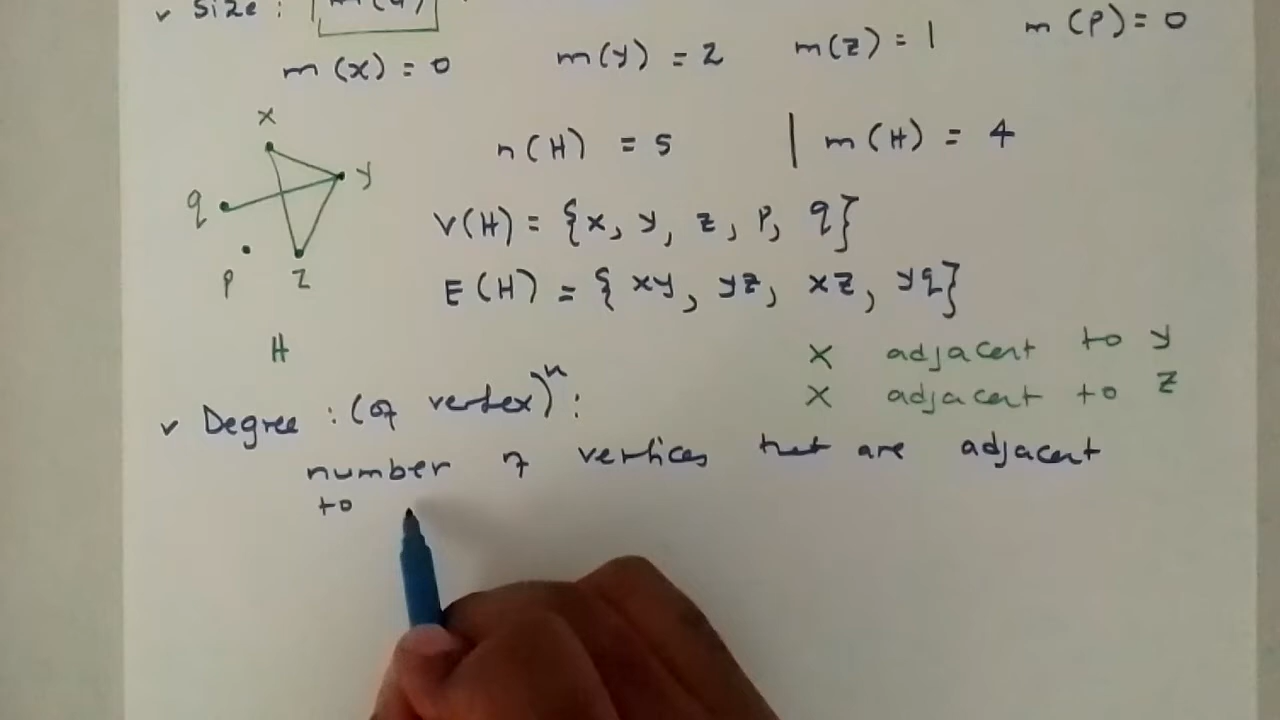 ✓ Size : m(G)
m(x) = 0 m(y) = 2 m(z) = 1 m(p) = 0
x
n(H) = 5 | m(H) = 4
y
q
V(H) = {x, y, z, p, q}
p z
E(H) = {xy, yz, xz, yq}
H
x adjacent to y
x adjacent to z
✓ Degree : (of vertex)ⁿ :
number of vertices that are adjacent
to